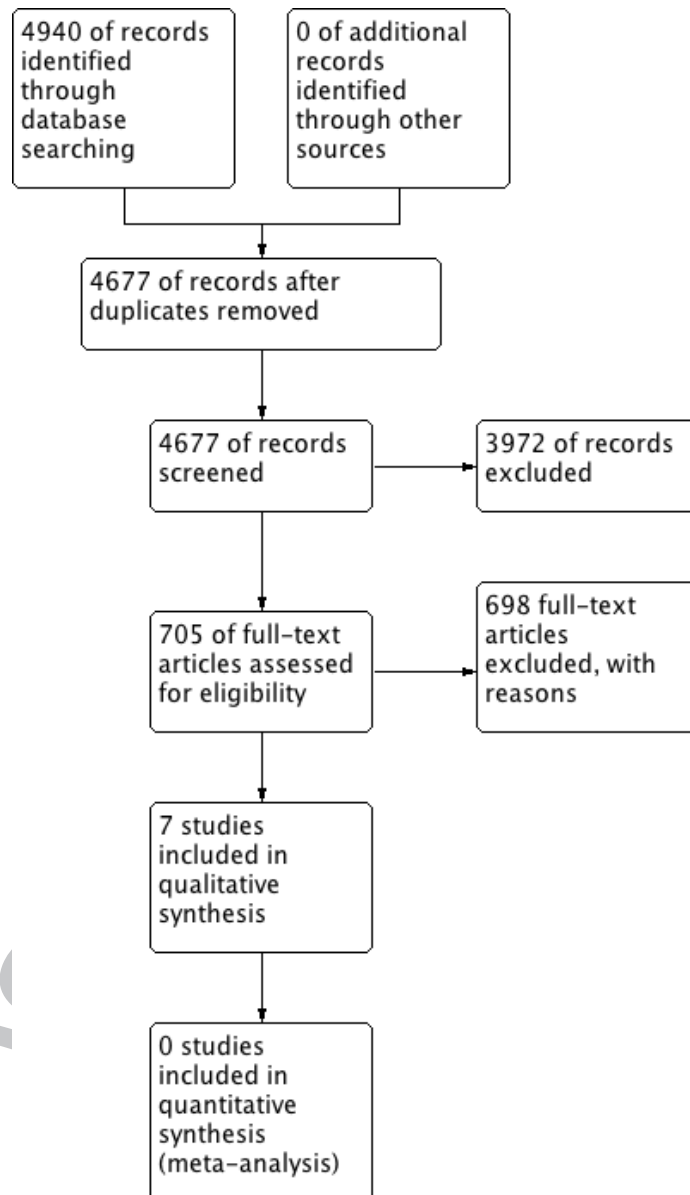 4940 of records
identified
through
database
searching
0 of additional
records
identified
through other
sources
4677 of records after
duplicates removed
4677 of records
screened
3972 of records
excluded
705 of full-text
articles assessed
for eligibility
698 full-text
articles
excluded, with
reasons
7 studies
included in
qualitative
synthesis
0 studies
included in
quantitative
synthesis
(meta-analysis)